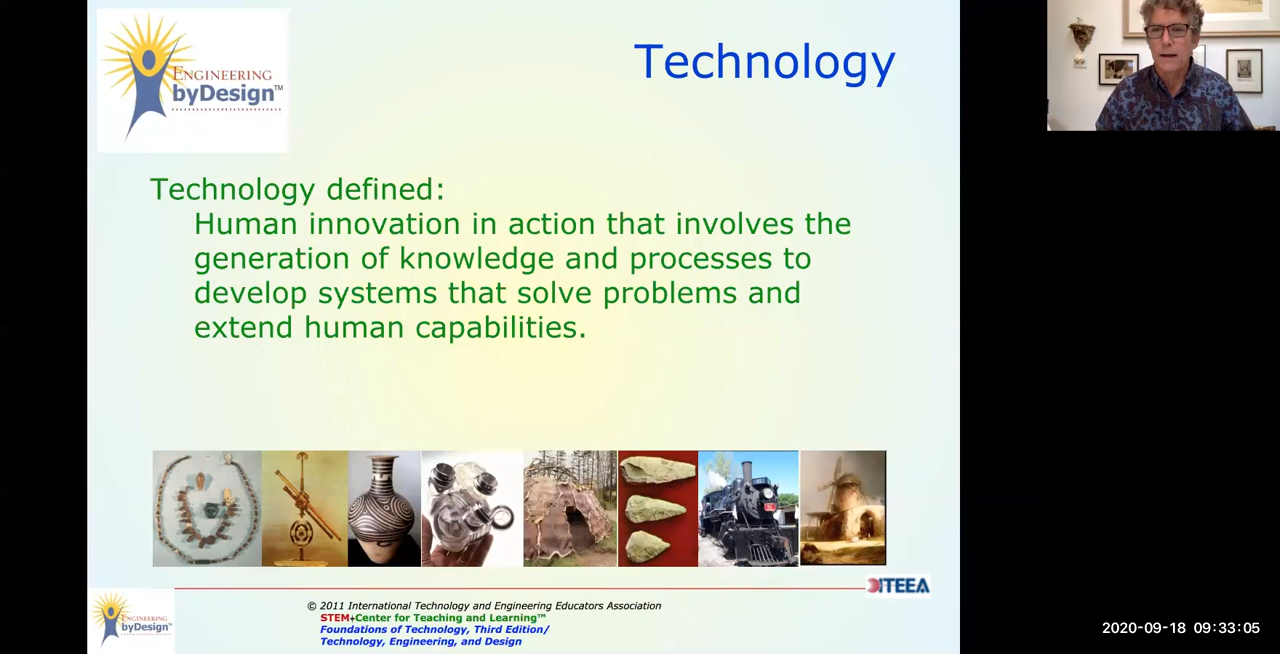 ENGINEERING
byDesign™
Technology
Technology defined:
Human innovation in action that involves the
generation of knowledge and processes to
develop systems that solve problems and
extend human capabilities.
ITEEA
ENGINEERING
byDesign™
© 2011 International Technology and Engineering Educators Association
STEM+Center for Teaching and Learning™
Foundations of Technology, Third Edition/
Technology, Engineering, and Design
2020-09-18 09:33:05